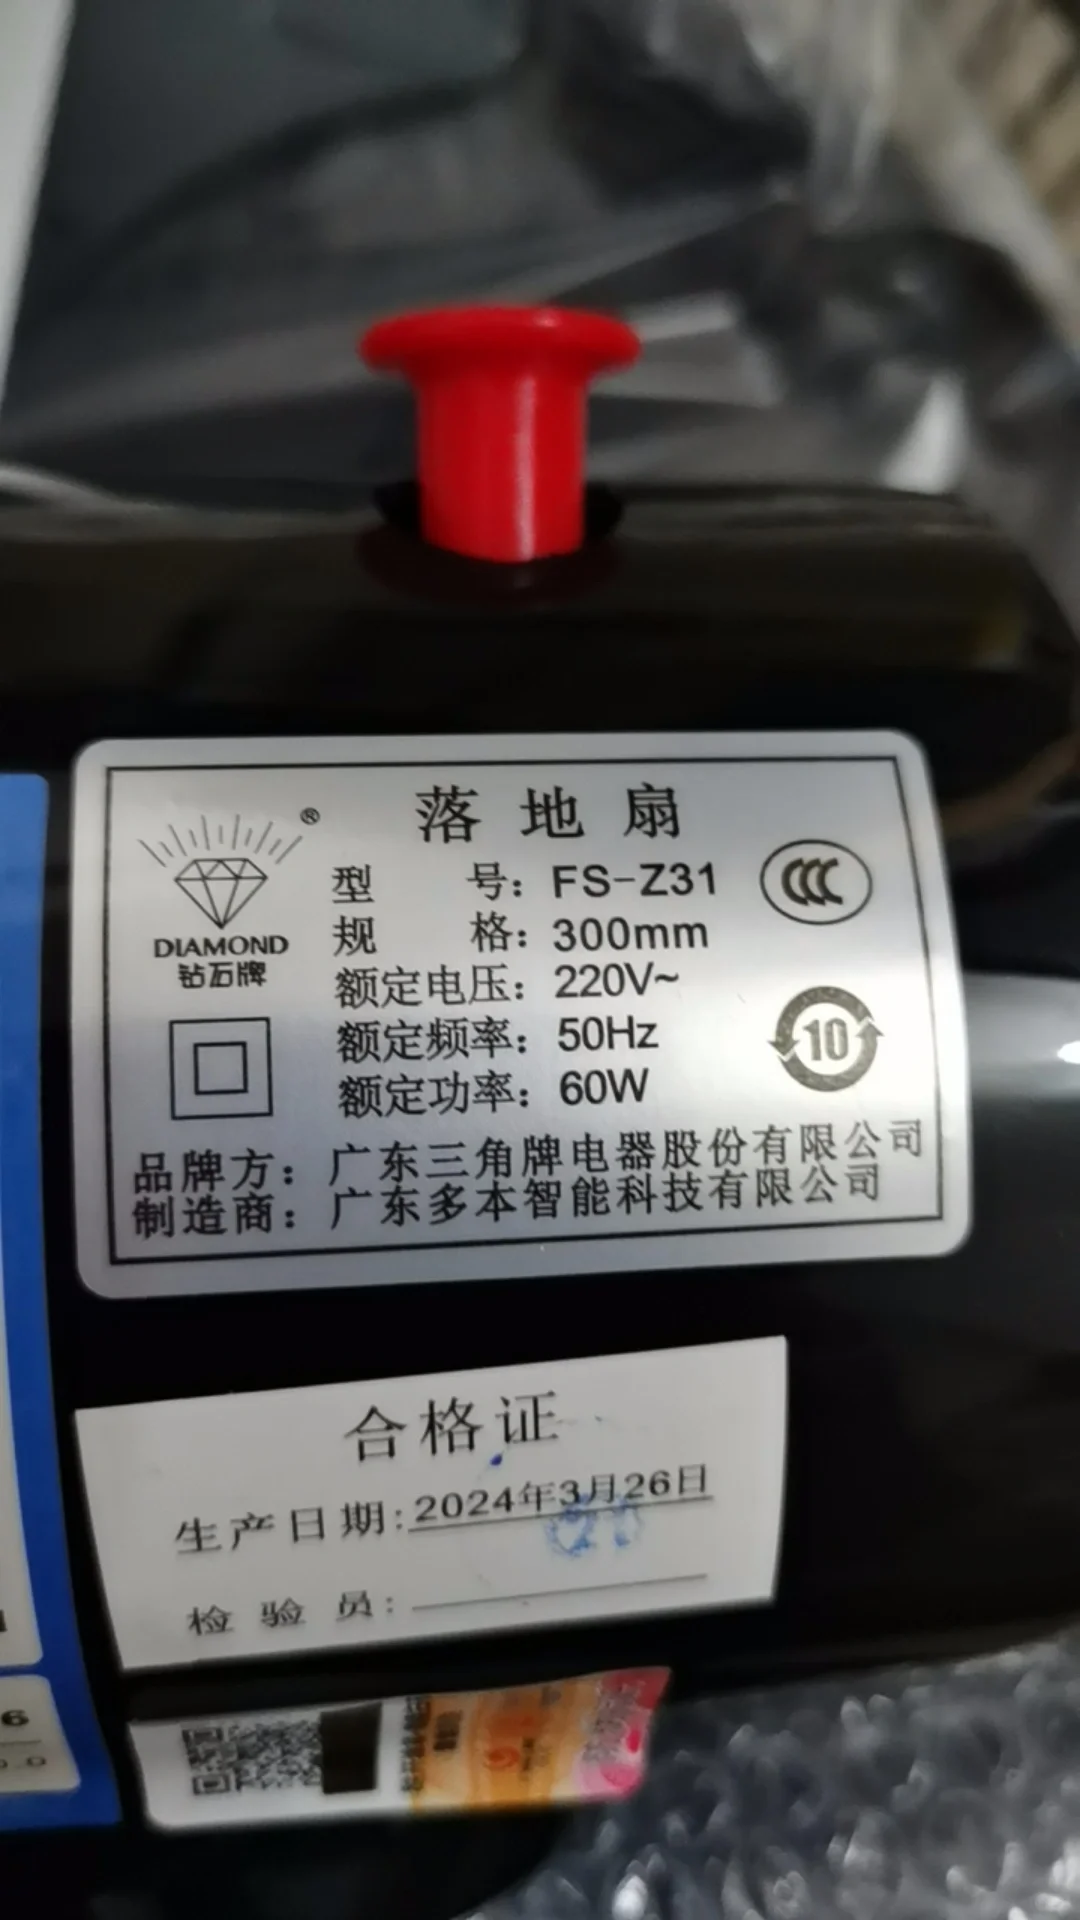 落地扇
®
DIAMOND
钻石牌
型 号：FS-Z31
规 格：300mm
额定电压：220V~
额定频率：50Hz
额定功率：60W
CCC
10
品牌方：广东三角牌电器股份有限公司
制造商：广东多本智能科技有限公司
合格证
生产日期:2024年3月26日
检验员:
6